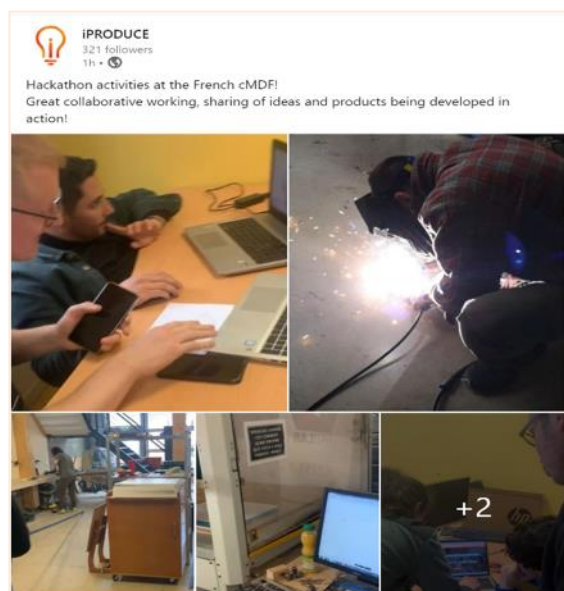 iPRODUCE
321 followers
1h •
Hackathon activities at the French cMDF!
Great collaborative working, sharing of ideas and products being developed in
action!
+2
hp